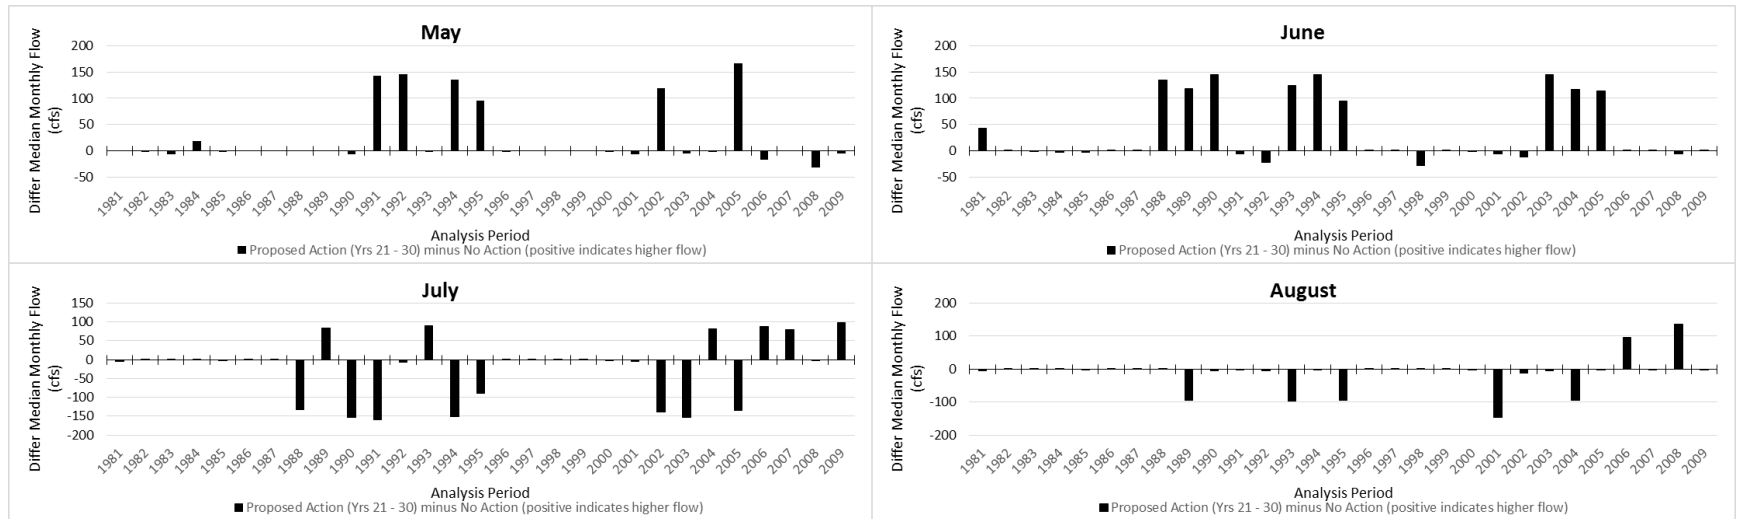 May
Differ Median Monthly Flow
(cfs)
200
150
100
50
0
-50
1981 1982 1983 1984 1985 1986 1987 1988 1989 1990 1991 1992 1993 1994 1995 1996 1997 1998 1999 2000 2001 2002 2003 2004 2005 2006 2007 2008 2009
Analysis Period
Proposed Action (Yrs 21 - 30) minus No Action (positive indicates higher flow)
June
Differ Median Monthly Flow
(cfs)
200
150
100
50
0
-50
1981 1982 1983 1984 1985 1986 1987 1988 1989 1990 1991 1992 1993 1994 1995 1996 1997 1998 1999 2000 2001 2002 2003 2004 2005 2006 2007 2008 2009
Analysis Period
Proposed Action (Yrs 21 - 30) minus No Action (positive indicates higher flow)
July
Differ Median Monthly Flow
(cfs)
150
100
50
0
-50
-100
-150
-200
1981 1982 1983 1984 1985 1986 1987 1988 1989 1990 1991 1992 1993 1994 1995 1996 1997 1998 1999 2000 2001 2002 2003 2004 2005 2006 2007 2008 2009
Analysis Period
Proposed Action (Yrs 21 - 30) minus No Action (positive indicates higher flow)
August
Differ Median Monthly Flow
(cfs)
200
100
0
-100
-200
1981 1982 1983 1984 1985 1986 1987 1988 1989 1990 1991 1992 1993 1994 1995 1996 1997 1998 1999 2000 2001 2002 2003 2004 2005 2006 2007 2008 2009
Analysis Period
Proposed Action (Yrs 21 - 30) minus No Action (positive indicates higher flow)